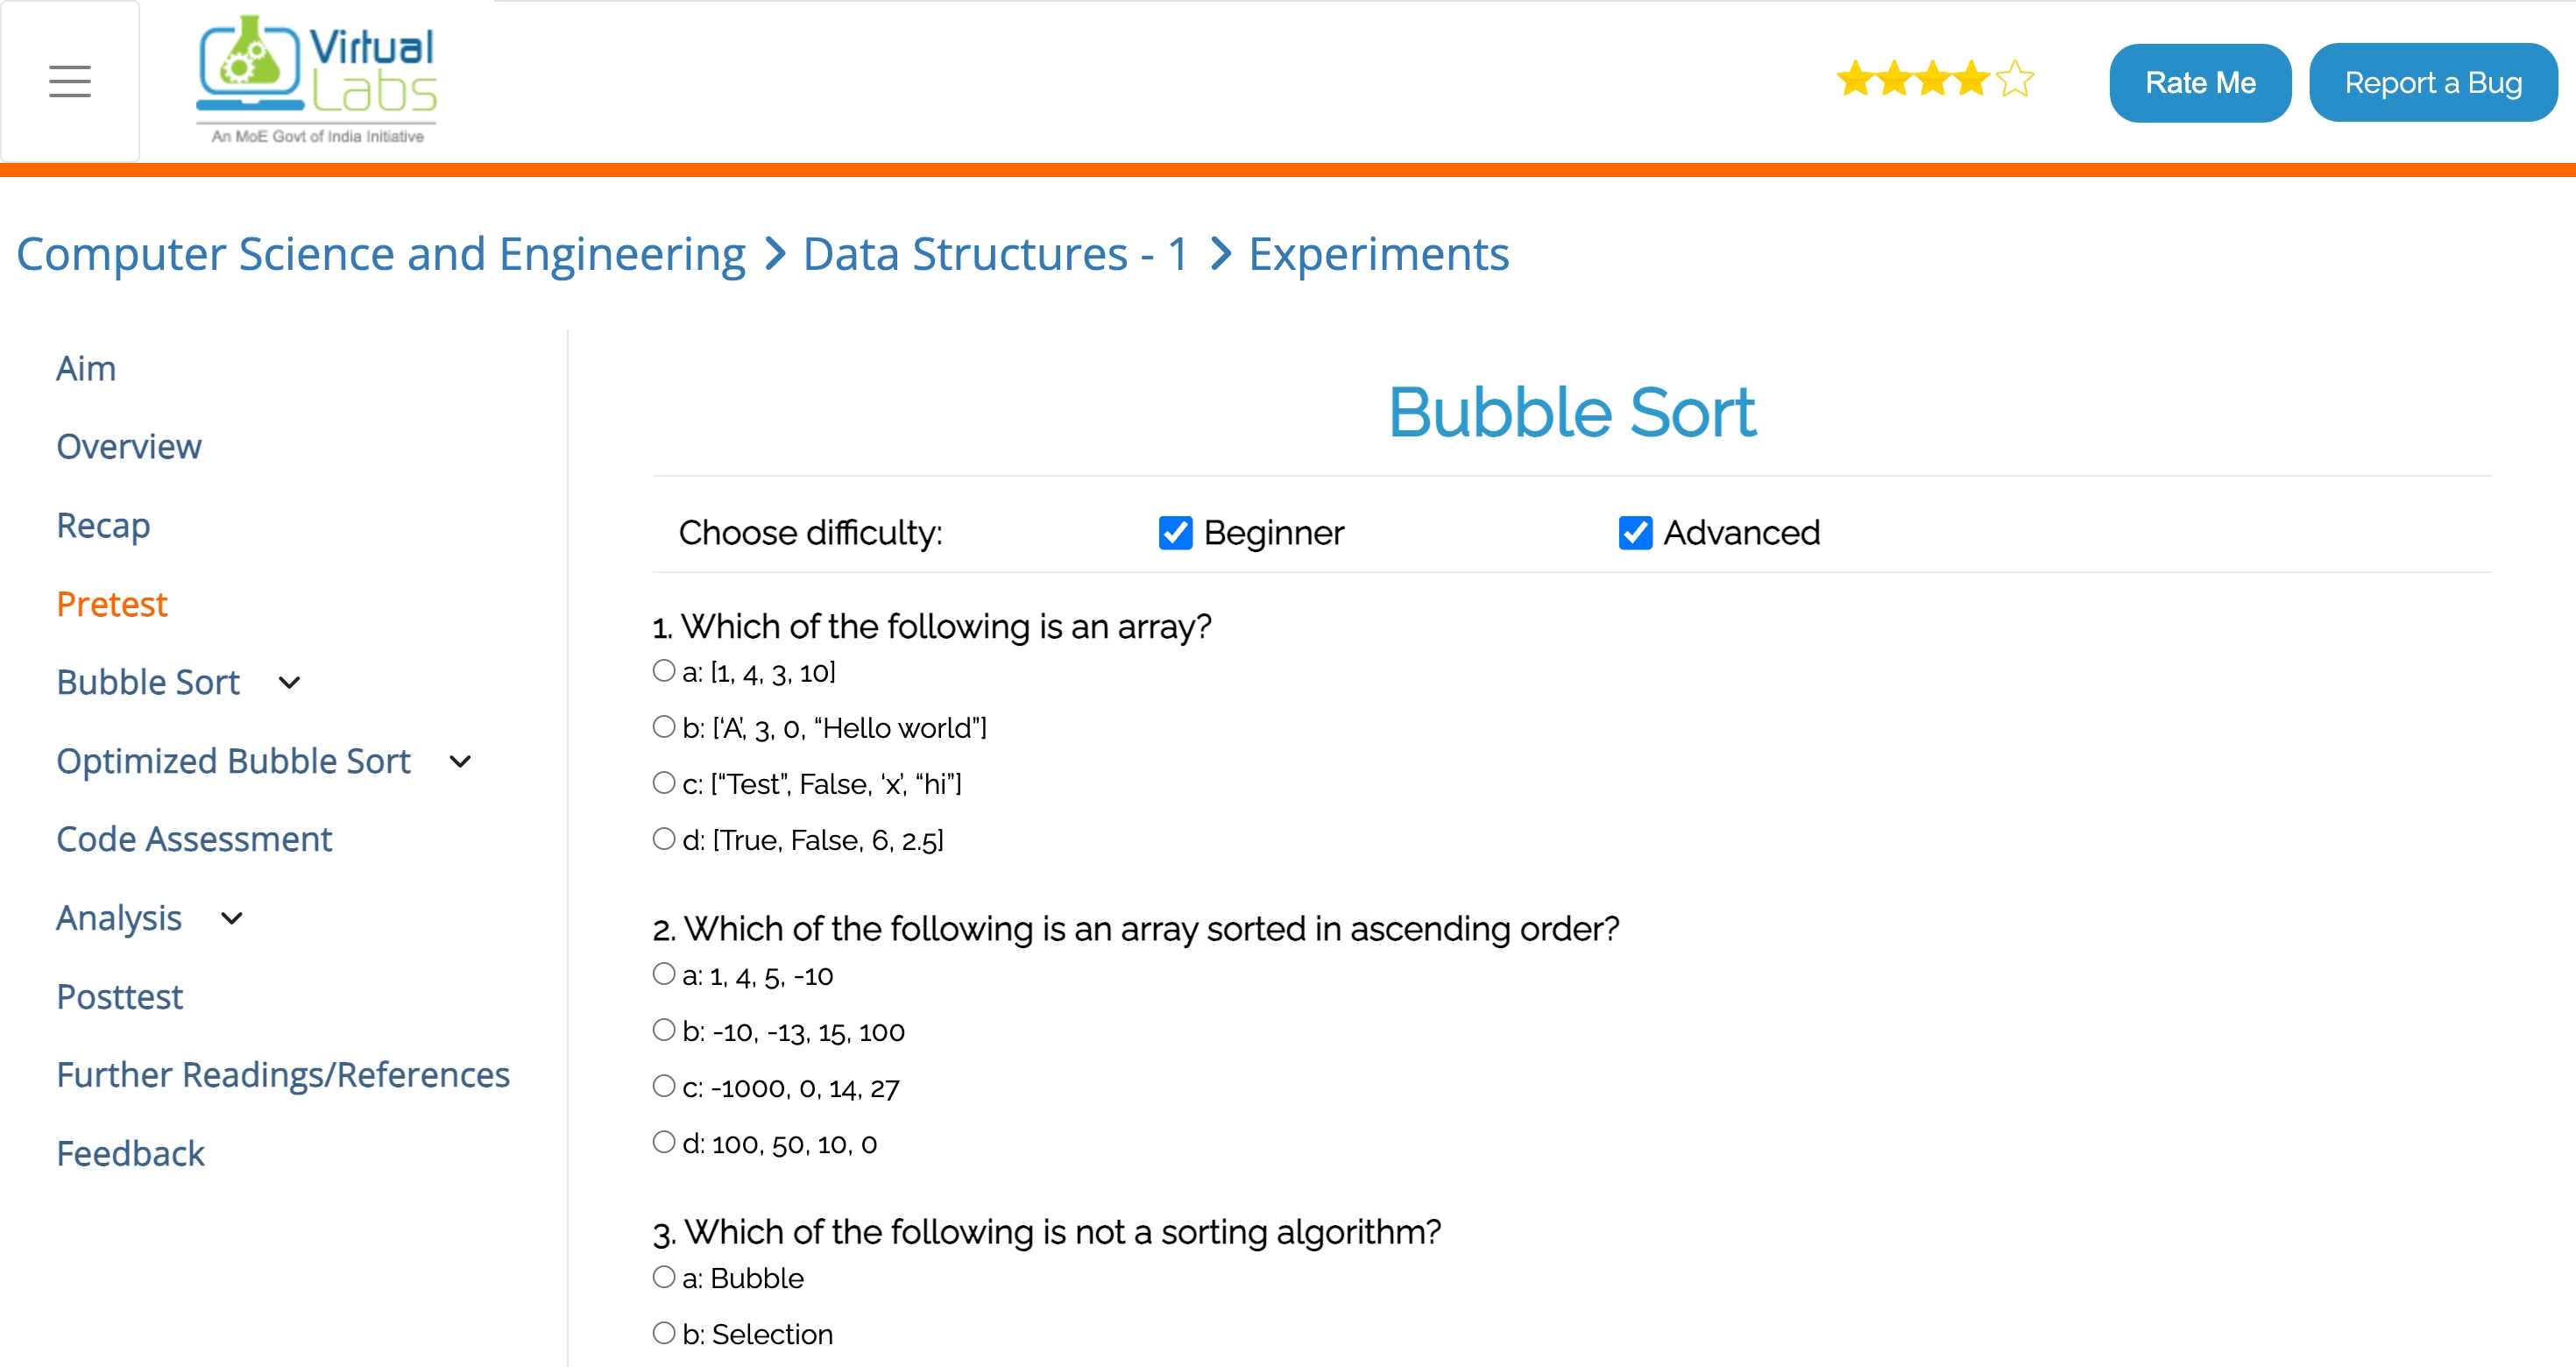 Virtual
Labs
An MoE Govt of India Initiative
Rate Me
Report a Bug
Computer Science and Engineering > Data Structures - 1 > Experiments
Aim
Overview
Recap
Pretest
Bubble Sort
Optimized Bubble Sort
Code Assessment
Analysis
Posttest
Further Readings/References
Feedback
Bubble Sort
Choose difficulty: Beginner Advanced
1. Which of the following is an array?
a: [1, 4, 3, 10]
b: [‘A’, 3, 0, “Hello world”]
c: [“Test”, False, ‘x’, “hi”]
d: [True, False, 6, 2.5]
2. Which of the following is an array sorted in ascending order?
a: 1, 4, 5, -10
b: -10, -13, 15, 100
c: -1000, 0, 14, 27
d: 100, 50, 10, 0
3. Which of the following is not a sorting algorithm?
a: Bubble
b: Selection